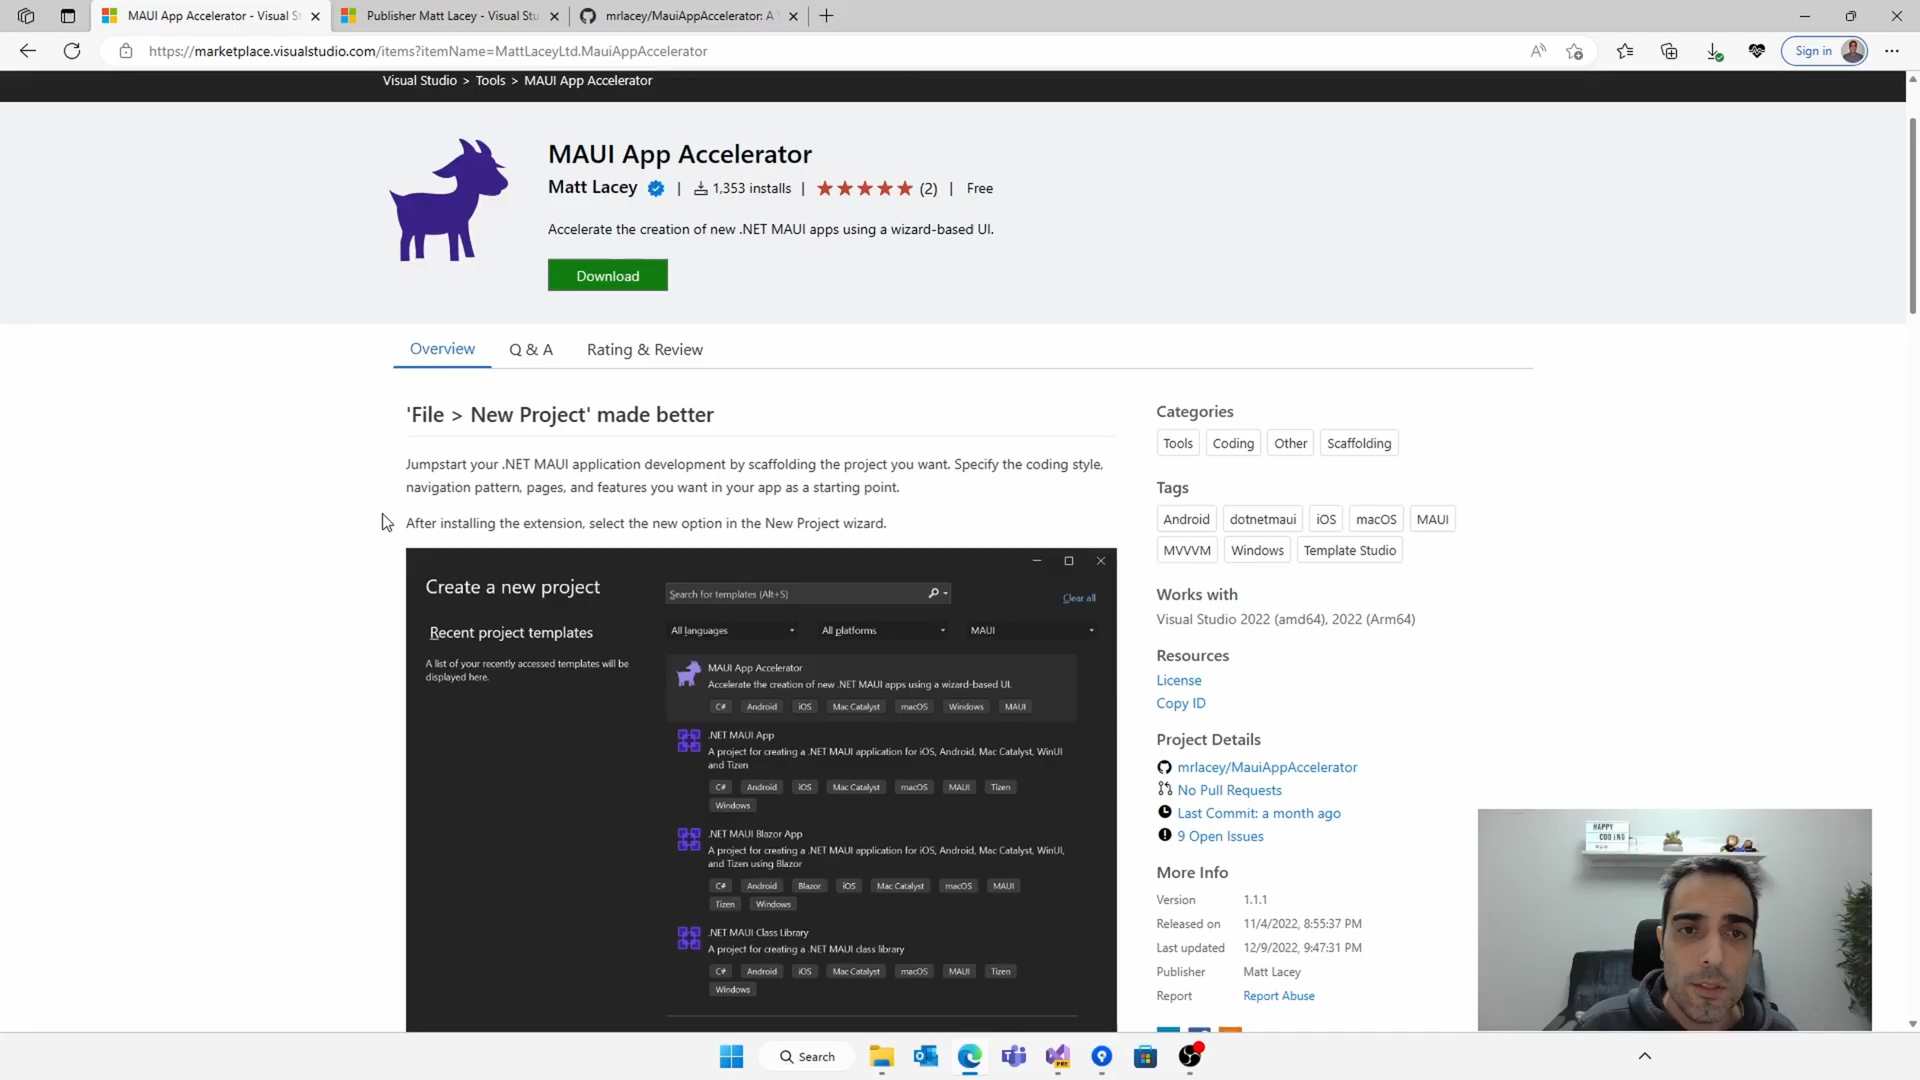 MAUI App Accelerator - Visual S
Publisher Matt Lacey - Visual Stu
mrlacey/MauiAppAccelerator: A
https://marketplace.visualstudio.com/items?itemName=MattLaceyLtd.MauiAppAccelerator
Sign in
Visual Studio > Tools > MAUI App Accelerator
MAUI App Accelerator
Matt Lacey | 1,353 installs | (2) | Free
Accelerate the creation of new .NET MAUI apps using a wizard-based UI.
Download
Overview Q & A Rating & Review
'File > New Project' made better
Jumpstart your .NET MAUI application development by scaffolding the project you want. Specify the coding style,
navigation pattern, pages, and features you want in your app as a starting point.
After installing the extension, select the new option in the New Project wizard.
Create a new project
Search for templates (Alt+S)
Clear all
Recent project templates
A list of your recently accessed templates will be
displayed here.
All languages All platforms MAUI
MAUI App Accelerator
Accelerate the creation of new .NET MAUI apps using a wizard-based UI.
C# Android iOS Mac Catalyst macOS Windows MAUI
.NET MAUI App
A project for creating a .NET MAUI application for iOS, Android, Mac Catalyst, WinUI
and Tizen
C# Android iOS Mac Catalyst macOS MAUI Tizen
Windows
.NET MAUI Blazor App
A project for creating a .NET MAUI application for iOS, Android, Mac Catalyst, WinUI,
and Tizen using Blazor
C# Android Blazor iOS Mac Catalyst macOS MAUI
Tizen Windows
.NET MAUI Class Library
A project for creating a .NET MAUI class library
C# Android iOS Mac Catalyst macOS MAUI Tizen
Windows
Categories
Tools Coding Other Scaffolding
Tags
Android dotnetmaui iOS macOS MAUI
MVVVM Windows Template Studio
Works with
Visual Studio 2022 (amd64), 2022 (Arm64)
Resources
License
Copy ID
Project Details
mrlacey/MauiAppAccelerator
No Pull Requests
Last Commit: a month ago
9 Open Issues
More Info
Version 1.1.1
Released on 11/4/2022, 8:55:37 PM
Last updated 12/9/2022, 9:47:31 PM
Publisher Matt Lacey
Report Report Abuse
HAPPY
CODING
Search
PRE